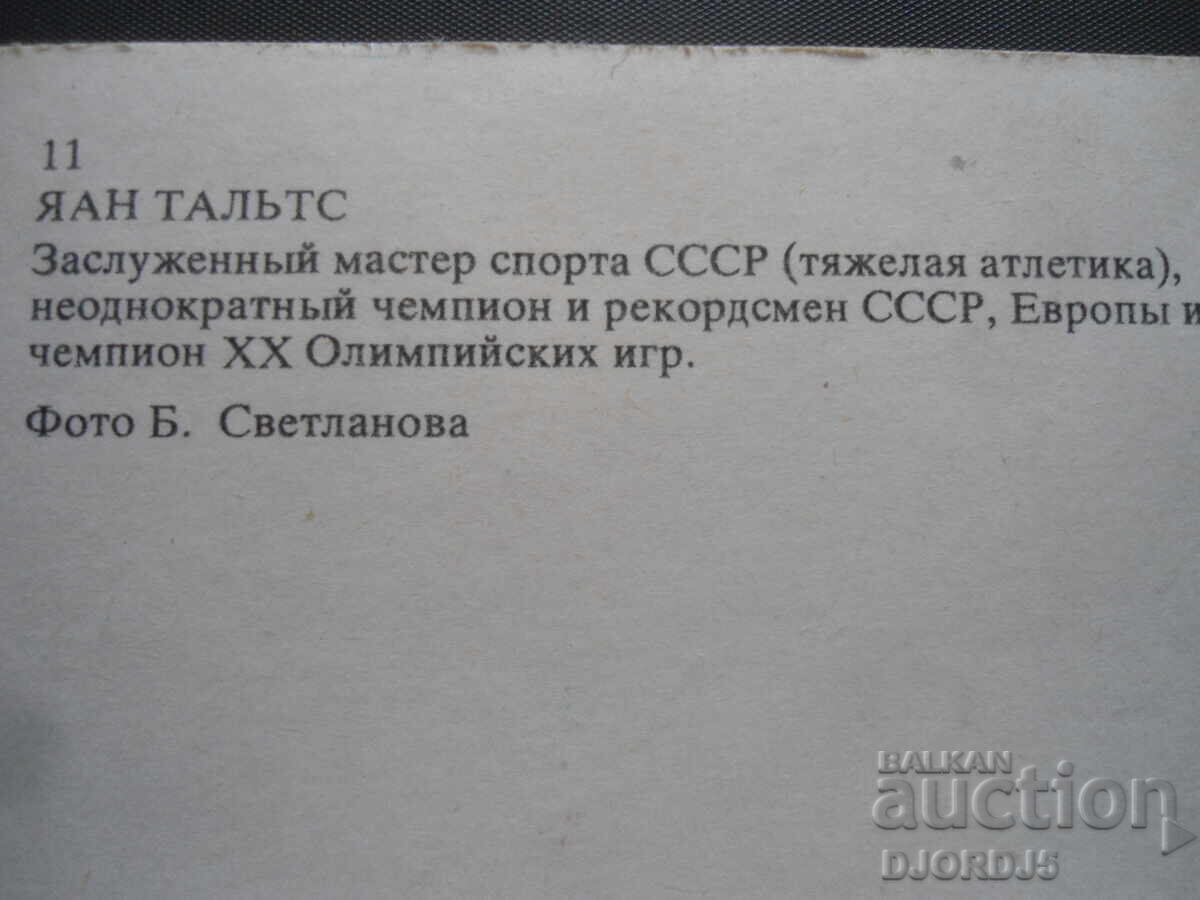 11
ЯАН ТАЛЬТС
Заслуженный мастер спорта СССР (тяжелая атлетика),
неоднократный чемпион и рекордсмен СССР, Европы и
чемпион XX Олимпийских игр.
Фото Б. Светланова
BALKAN
auction
DJORDJ5